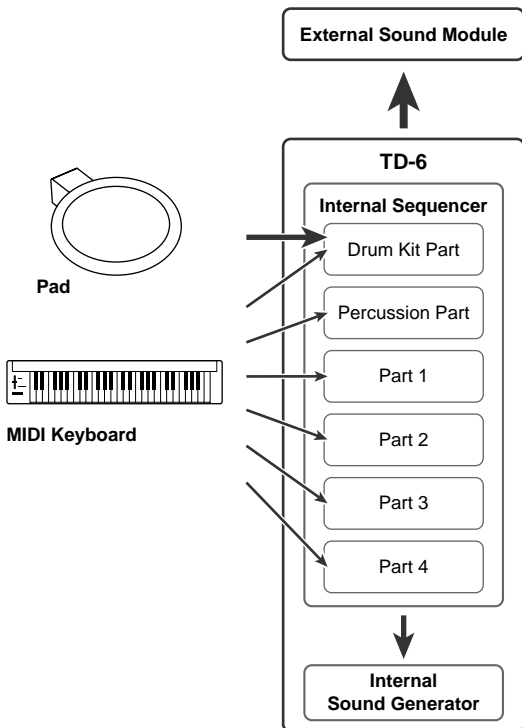 External Sound Module
TD-6
Internal Sequencer
Drum Kit Part
Pad
Percussion Part
Part 1
MIDI Keyboard
Part 2
Part 3
Part 4
Internal
Sound Generator